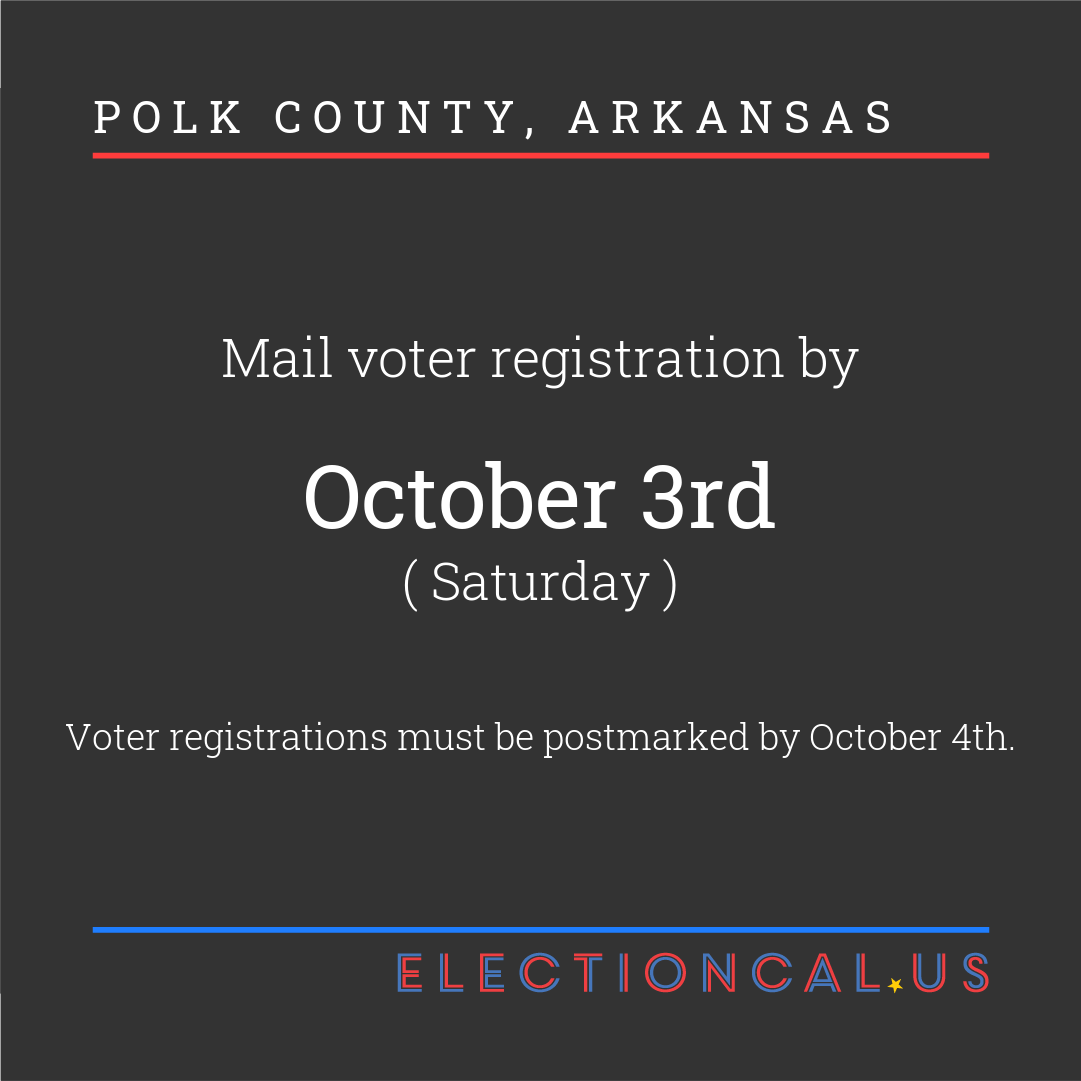 POLK COUNTY, ARKANSAS
Mail voter registration by
October 3rd
( Saturday )
Voter registrations must be postmarked by October 4th.
ELECTIONCAL.US